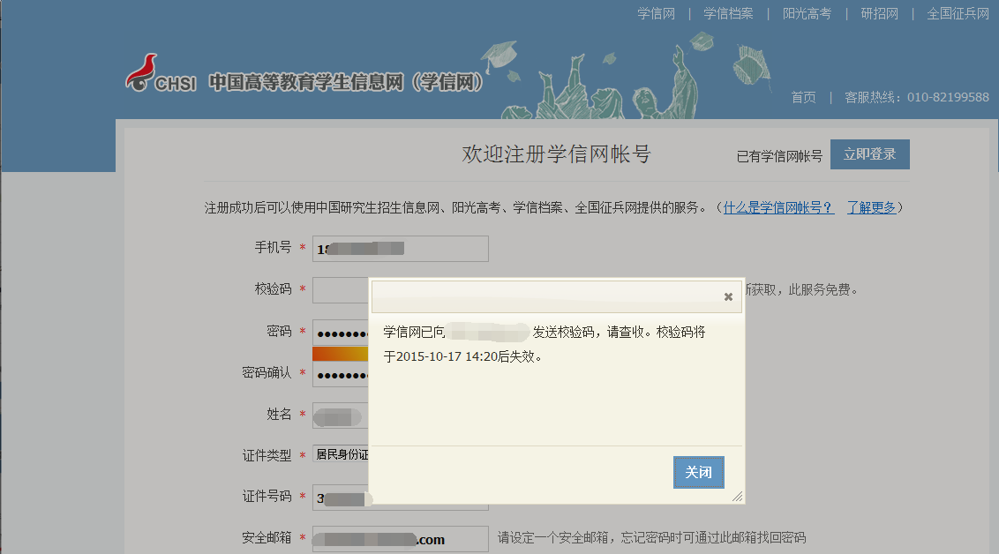 学信网 | 学信档案 | 阳光高考 | 研招网 | 全国征兵网
CHSI 中国高等教育学生信息网（学信网）
首页 | 客服热线：010-82199588
欢迎注册学信网帐号
已有学信网帐号 立即登录
注册成功后可以使用中国研究生招生信息网、阳光高考、学信档案、全国征兵网提供的服务。（什么是学信网帐号？ 了解更多）
手机号 * 18
校验码 * 新获取，此服务免费。
学信网已向 发送校验码，请查收。校验码将
于2015-10-17 14:20后失效。
关闭
密码 * ●●●●●●●
密码确认 * ●●●●●●●
姓名 *
证件类型 * 居民身份证
证件号码 * 3
安全邮箱 * .com 请设定一个安全邮箱，忘记密码时可通过此邮箱找回密码